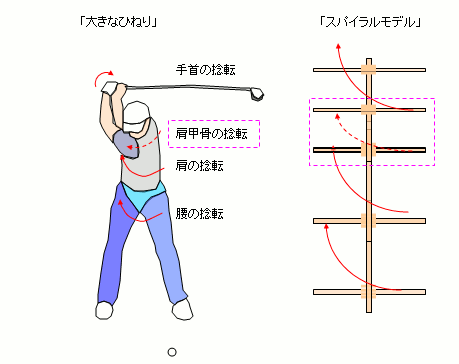 「大きなひねり」
「スパイラルモデル」
手首の捻転
肩甲骨の捻転
肩の捻転
腰の捻転